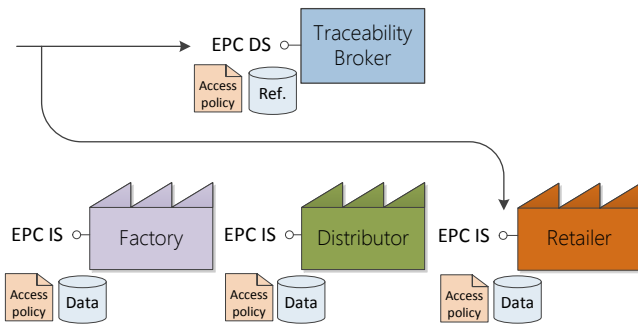 EPC DS
Traceability
Broker
Access
policy
Ref.
EPC IS
Factory
EPC IS
Distributor
EPC IS
Retailer
Access
policy
Data
Access
policy
Data
Access
policy
Data